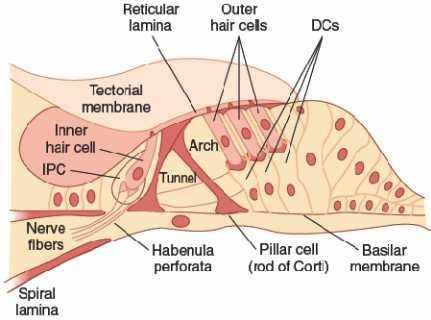 Reticular
lamina
Outer
hair cells
DCs
Tectorial
membrane
Inner
hair cell
IPC
Arch
Tunnel
Nerve
fibers
Habenula
perforata
Pillar cell
(rod of Corti)
Basilar
membrane
Spiral
lamina